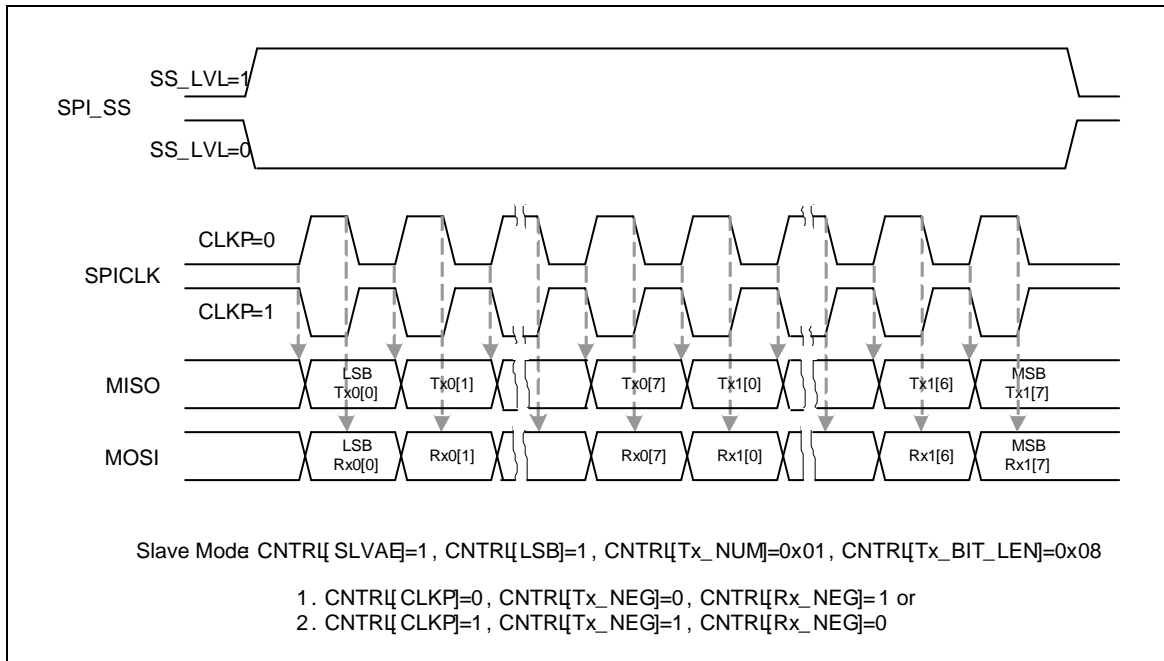 SS_LVL=1
SPI_SS
SS_LVL=0
CLKP=0
SPICLK
CLKP=1
MISO
LSB
Tx0[0]
Tx0[1]
Tx0[7]
Tx1[0]
Tx1[6]
MSB
Tx1[7]
MOSI
LSB
Rx0[0]
Rx0[1]
Rx0[7]
Rx1[0]
Rx1[6]
MSB
Rx1[7]
Slave Mode: CNTRL[SLVAE]=1, CNTRL[LSB]=1, CNTRL[Tx_NUM]=0x01, CNTRL[Tx_BIT_LEN]=0x08
1. CNTRL[CLKP]=0, CNTRL[Tx_NEG]=0, CNTRL[Rx_NEG]=1 or
2. CNTRL[CLKP]=1, CNTRL[Tx_NEG]=1, CNTRL[Rx_NEG]=0